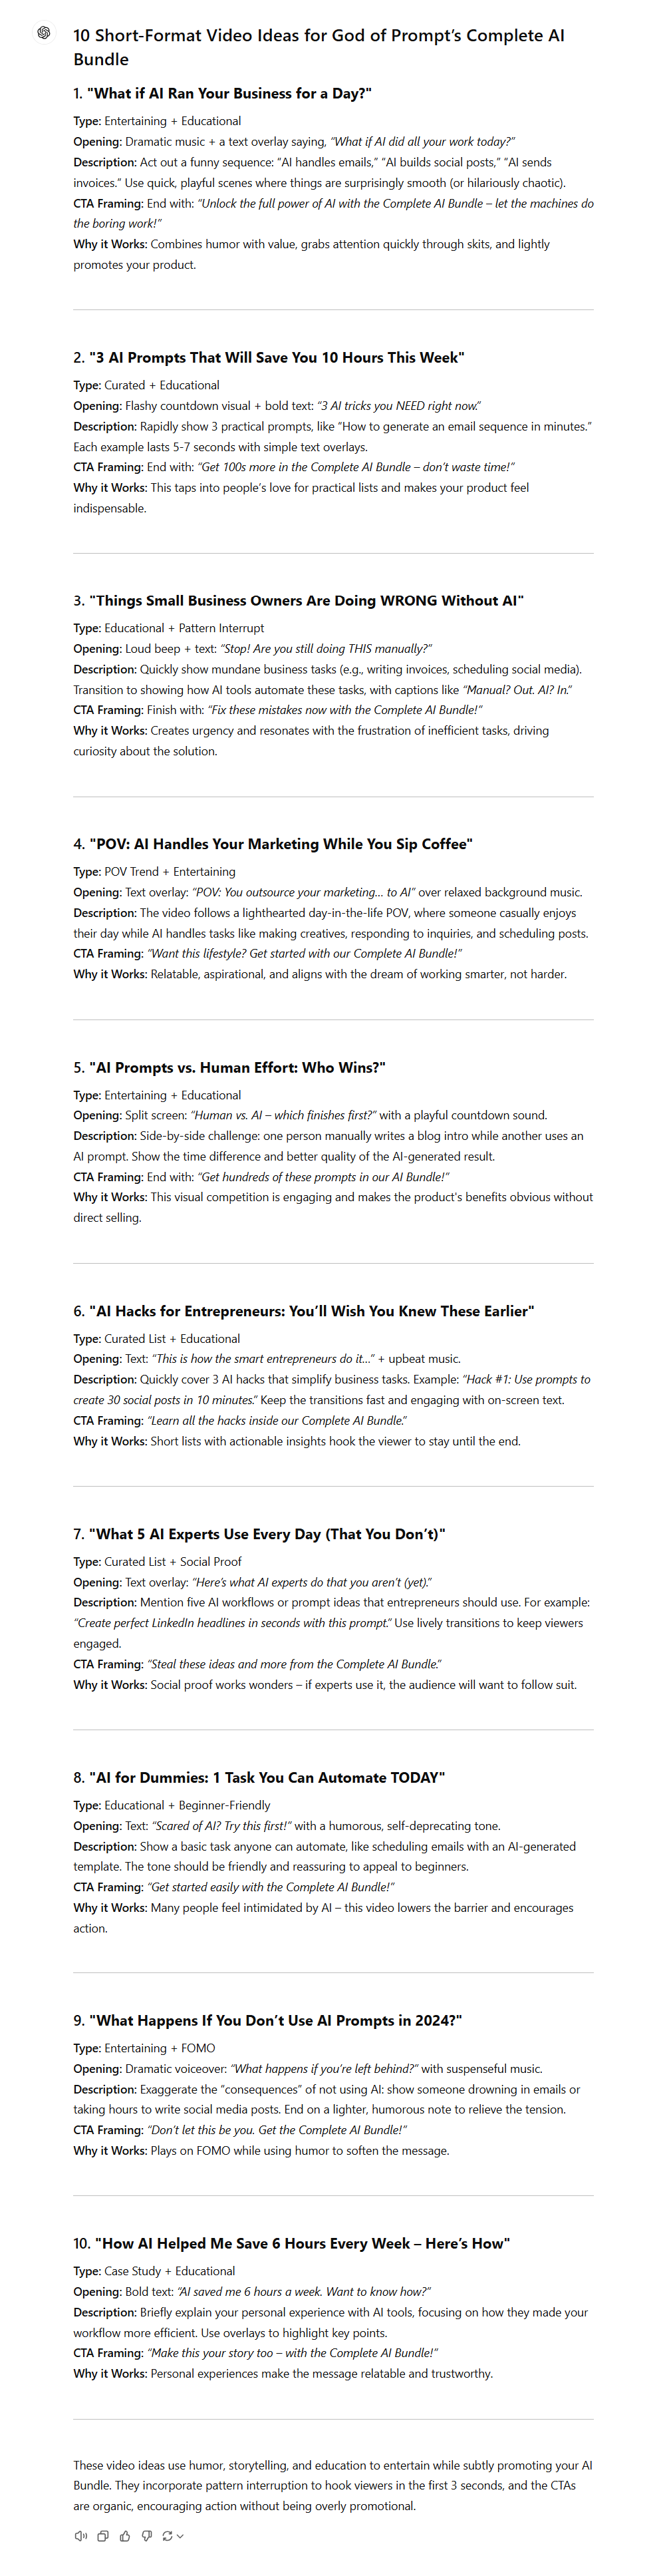 10 Short-Format Video Ideas for God of Prompt’s Complete AI
Bundle
1. "What if AI Ran Your Business for a Day?"
Type: Entertaining + Educational
Opening: Dramatic music + a text overlay saying, “What if AI did all your work today?”
Description: Act out a funny sequence: “AI handles emails,” “AI builds social posts,” “AI sends
invoices.” Use quick, playful scenes where things are surprisingly smooth (or hilariously chaotic).
CTA Framing: End with: “Unlock the full power of AI with the Complete AI Bundle – let the machines do
the boring work!”
Why it Works: Combines humor with value, grabs attention quickly through skits, and lightly
promotes your product.
2. "3 AI Prompts That Will Save You 10 Hours This Week"
Type: Curated + Educational
Opening: Flashy countdown visual + bold text: “3 AI tricks you NEED right now.”
Description: Rapidly show 3 practical prompts, like “How to generate an email sequence in minutes.”
Each example lasts 5-7 seconds with simple text overlays.
CTA Framing: End with: “Get 100s more in the Complete AI Bundle – don’t waste time!”
Why it Works: This taps into people’s love for practical lists and makes your product feel
indispensable.
3. "Things Small Business Owners Are Doing WRONG Without AI"
Type: Educational + Pattern Interrupt
Opening: Loud beep + text: “Stop! Are you still doing THIS manually?”
Description: Quickly show mundane business tasks (e.g., writing invoices, scheduling social media).
Transition to showing how AI tools automate these tasks, with captions like “Manual? Out. AI? In.”
CTA Framing: Finish with: “Fix these mistakes now with the Complete AI Bundle!”
Why it Works: Creates urgency and resonates with the frustration of inefficient tasks, driving
curiosity about the solution.
4. "POV: AI Handles Your Marketing While You Sip Coffee"
Type: POV Trend + Entertaining
Opening: Text overlay: “POV: You outsource your marketing... to AI” over relaxed background music.
Description: The video follows a lighthearted day-in-the-life POV, where someone casually enjoys
their day while AI handles tasks like making creatives, responding to inquiries, and scheduling posts.
CTA Framing: “Want this lifestyle? Get started with our Complete AI Bundle!”
Why it Works: Relatable, aspirational, and aligns with the dream of working smarter, not harder.
5. "AI Prompts vs. Human Effort: Who Wins?"
Type: Entertaining + Educational
Opening: Split screen: “Human vs. AI – which finishes first?” with a playful countdown sound.
Description: Side-by-side challenge: one person manually writes a blog intro while another uses an
AI prompt. Show the time difference and better quality of the AI-generated result.
CTA Framing: End with: “Get hundreds of these prompts in our AI Bundle!”
Why it Works: This visual competition is engaging and makes the product's benefits obvious without
direct selling.
6. "AI Hacks for Entrepreneurs: You’ll Wish You Knew These Earlier"
Type: Curated List + Educational
Opening: Text: “This is how the smart entrepreneurs do it...” + upbeat music.
Description: Quickly cover 3 AI hacks that simplify business tasks. Example: “Hack #1: Use prompts to
create 30 social posts in 10 minutes.” Keep the transitions fast and engaging with on-screen text.
CTA Framing: “Learn all the hacks inside our Complete AI Bundle.”
Why it Works: Short lists with actionable insights hook the viewer to stay until the end.
7. "What 5 AI Experts Use Every Day (That You Don’t)"
Type: Curated List + Social Proof
Opening: Text overlay: “Here’s what AI experts do that you aren’t (yet).”
Description: Mention five AI workflows or prompt ideas that entrepreneurs should use. For example:
“Create perfect LinkedIn headlines in seconds with this prompt.” Use lively transitions to keep viewers
engaged.
CTA Framing: “Steal these ideas and more from the Complete AI Bundle.”
Why it Works: Social proof works wonders – if experts use it, the audience will want to follow suit.
8. "AI for Dummies: 1 Task You Can Automate TODAY"
Type: Educational + Beginner-Friendly
Opening: Text: “Scared of AI? Try this first!” with a humorous, self-deprecating tone.
Description: Show a basic task anyone can automate, like scheduling emails with an AI-generated
template. The tone should be friendly and reassuring to appeal to beginners.
CTA Framing: “Get started easily with the Complete AI Bundle!”
Why it Works: Many people feel intimidated by AI – this video lowers the barrier and encourages
action.
9. "What Happens If You Don’t Use AI Prompts in 2024?"
Type: Entertaining + FOMO
Opening: Dramatic voiceover: “What happens if you’re left behind?” with suspenseful music.
Description: Exaggerate the “consequences” of not using AI: show someone drowning in emails or
taking hours to write social media posts. End on a lighter, humorous note to relieve the tension.
CTA Framing: “Don’t let this be you. Get the Complete AI Bundle!”
Why it Works: Plays on FOMO while using humor to soften the message.
10. "How AI Helped Me Save 6 Hours Every Week – Here’s How"
Type: Case Study + Educational
Opening: Bold text: “AI saved me 6 hours a week. Want to know how?”
Description: Briefly explain your personal experience with AI tools, focusing on how they made your
workflow more efficient. Use overlays to highlight key points.
CTA Framing: “Make this your story too – with the Complete AI Bundle!”
Why it Works: Personal experiences make the message relatable and trustworthy.
These video ideas use humor, storytelling, and education to entertain while subtly promoting your AI
Bundle. They incorporate pattern interruption to hook viewers in the first 3 seconds, and the CTAs
are organic, encouraging action without being overly promotional.